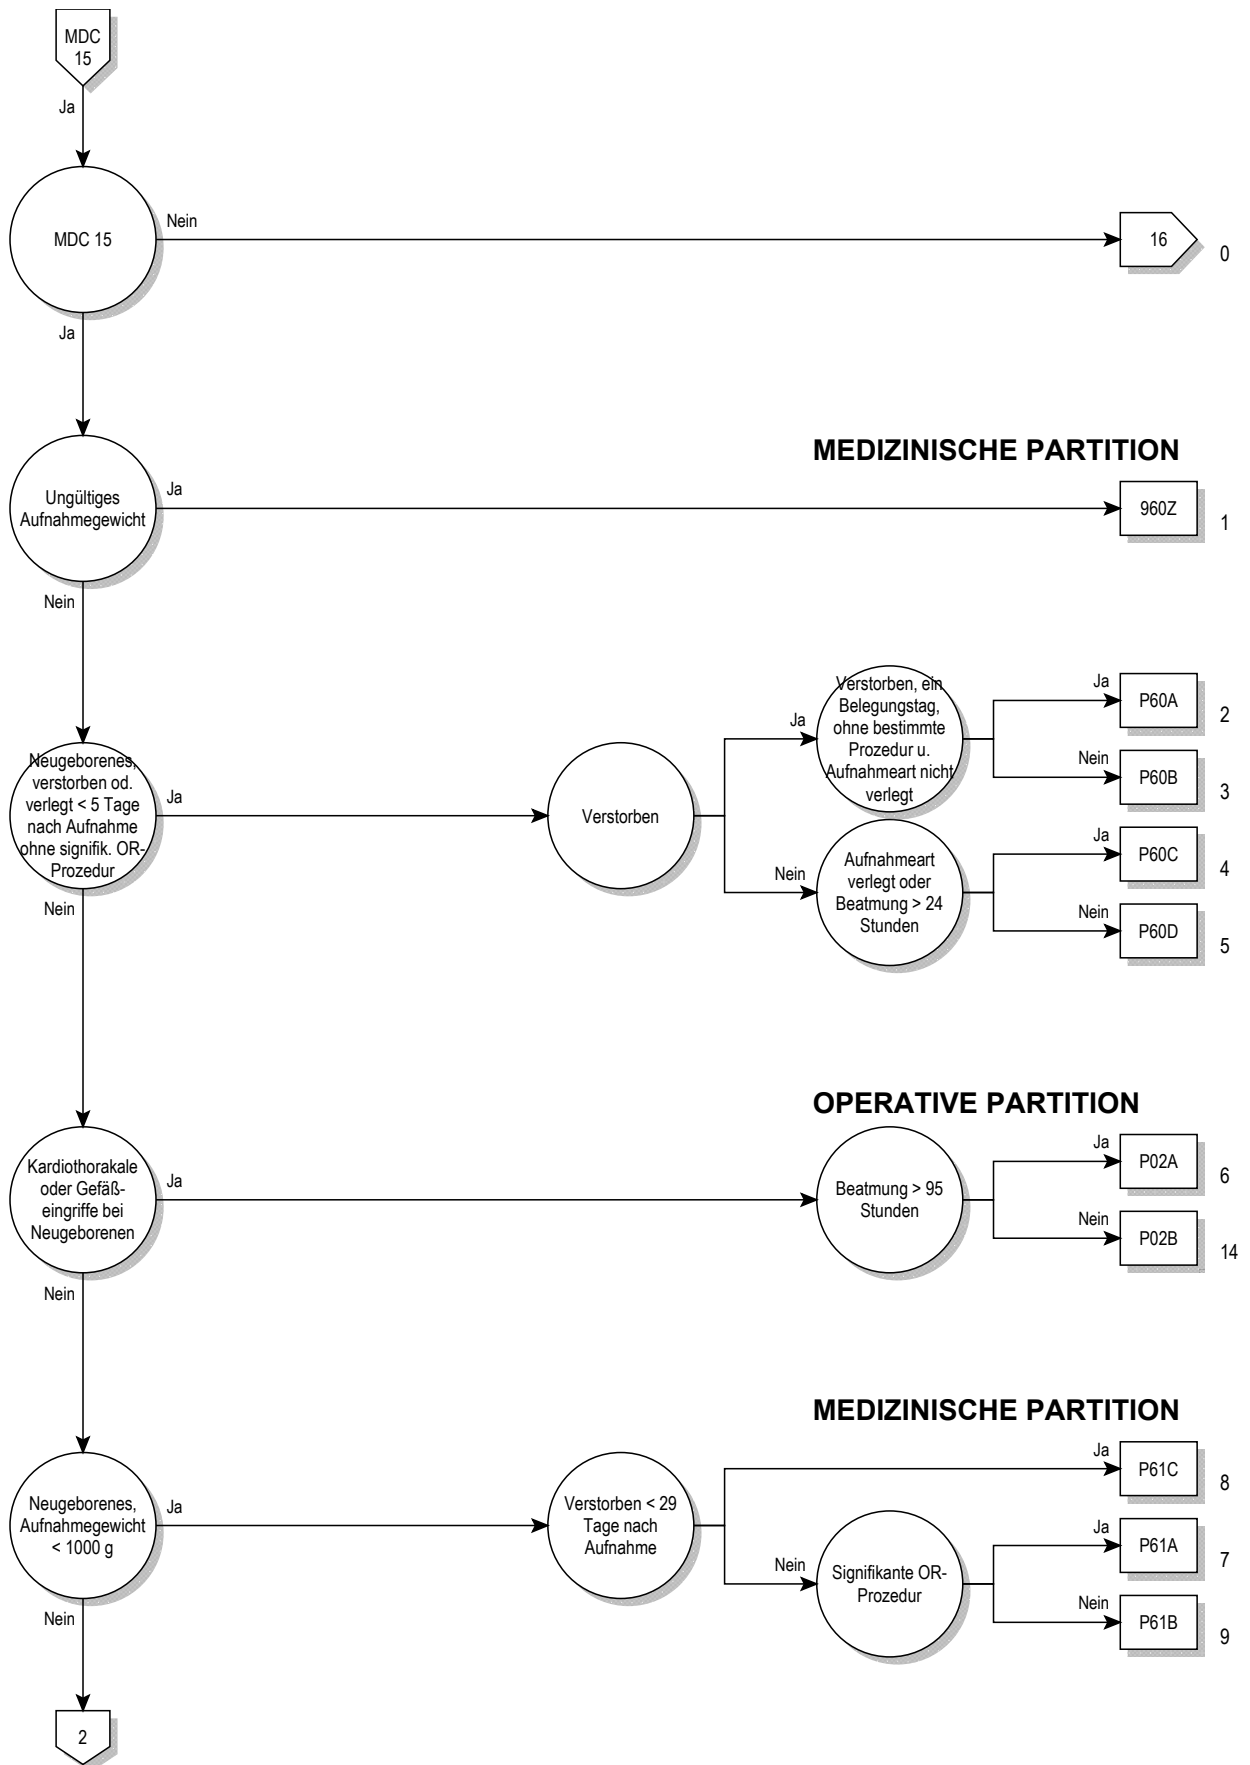 MDC
15
Ja
MDC 15
Nein
16
0
Ja
MEDIZINISCHE PARTITION
Ungültiges
Aufnahmegewicht
Ja
960Z
1
Nein
Neugeborenes,
verstorben od.
verlegt < 5 Tage
nach Aufnahme
ohne signifik. OR-
Prozedur
Ja
Verstorben
Ja
Verstorben, ein
Belegungstag,
ohne bestimmte
Prozedur u.
Aufnahmeart nicht
verlegt
Ja
P60A
2
Nein
P60B
3
Nein
Aufnahmeart
verlegt oder
Beatmung > 24
Stunden
Ja
P60C
4
Nein
P60D
5
Nein
OPERATIVE PARTITION
Kardiothorakale
oder Gefäß-
eingriffe bei
Neugeborenen
Ja
Beatmung > 95
Stunden
Ja
P02A
6
Nein
P02B
14
Nein
MEDIZINISCHE PARTITION
Neugeborenes,
Aufnahmegewicht
< 1000 g
Ja
Verstorben < 29
Tage nach
Aufnahme
Ja
P61C
8
Nein
Signifikante OR-
Prozedur
Ja
P61A
7
Nein
P61B
9
Nein
2